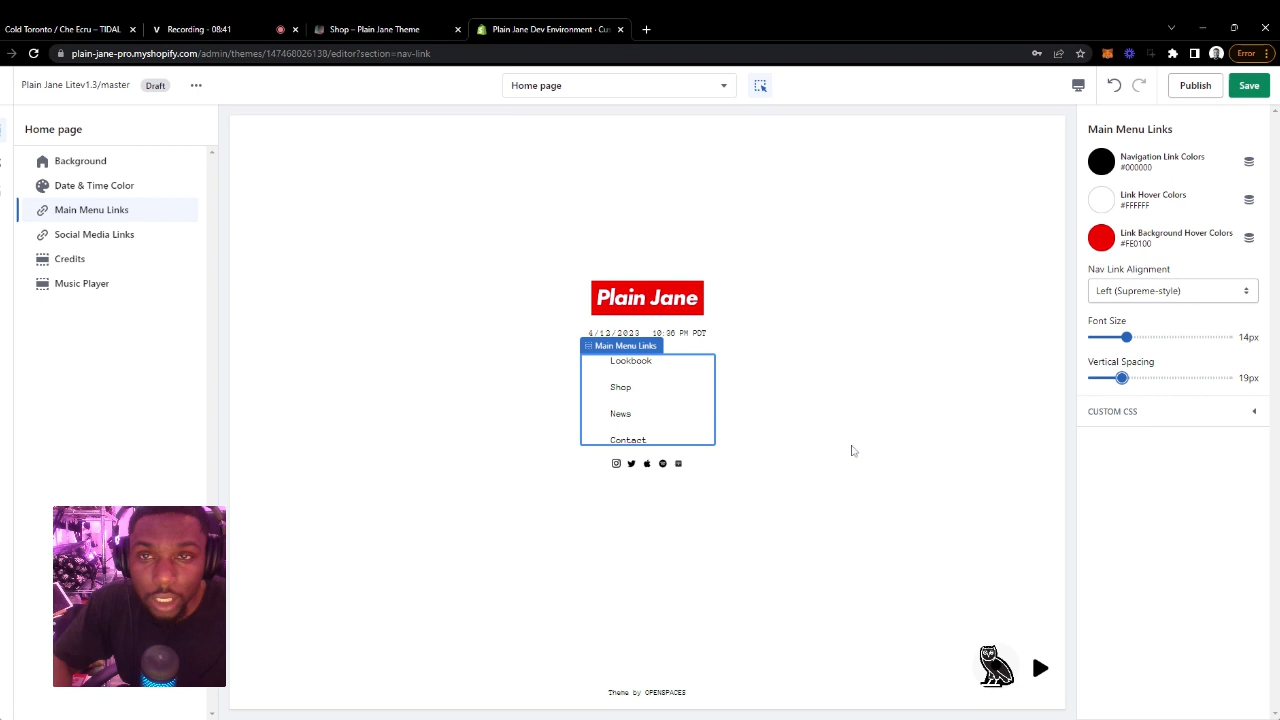 Cold Toronto / Che Ecru – TIDAL
Recording - 08:41
Shop – Plain Jane Theme
Plain Jane Dev Environment · Cus
plain-jane-pro.myshopify.com/admin/themes/147468026138/editor?section=nav-link
Error
Plain Jane Litev1.3/master
Draft
Home page
Publish
Save
Home page
Background
Date & Time Color
Main Menu Links
Social Media Links
Credits
Music Player
Plain Jane
4/12/2023 10:36 PM PDT
Main Menu Links
Lookbook
Shop
News
Contact
Theme by OPENSPACES
Main Menu Links
Navigation Link Colors
#000000
Link Hover Colors
#FFFFFF
Link Background Hover Colors
#FE0100
Nav Link Alignment
Left (Supreme-style)
Font Size
14px
Vertical Spacing
19px
CUSTOM CSS